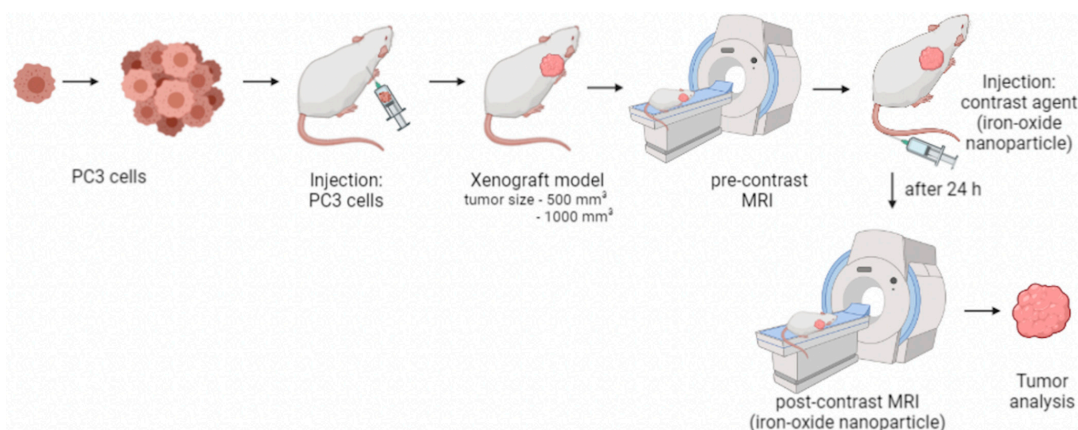 PC3 cells
Injection:
PC3 cells
Xenograft model
tumor size - 500 mm³
- 1000 mm³
pre-contrast
MRI
Injection:
contrast agent
(iron-oxide
nanoparticle)
after 24 h
post-contrast MRI
(iron-oxide nanoparticle)
Tumor
analysis